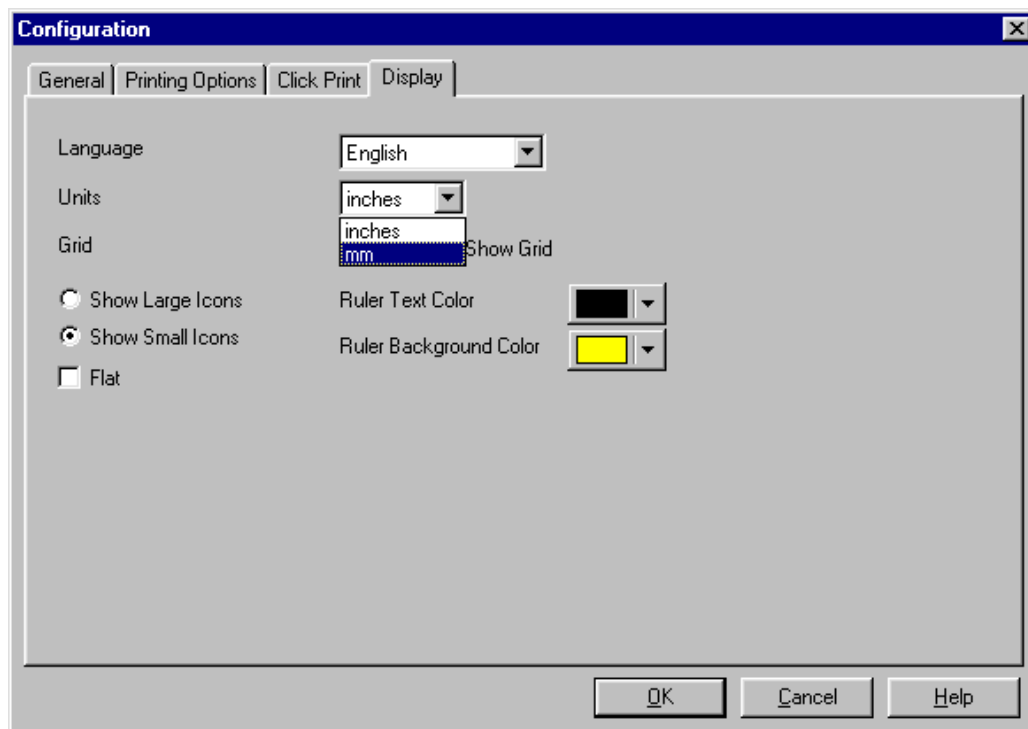 Configuration
General Printing Options Click Print Display
Language English
Units inches
inches
Grid mm Show Grid
Show Large Icons Ruler Text Color
Show Small Icons Ruler Background Color
Flat
OK Cancel Help